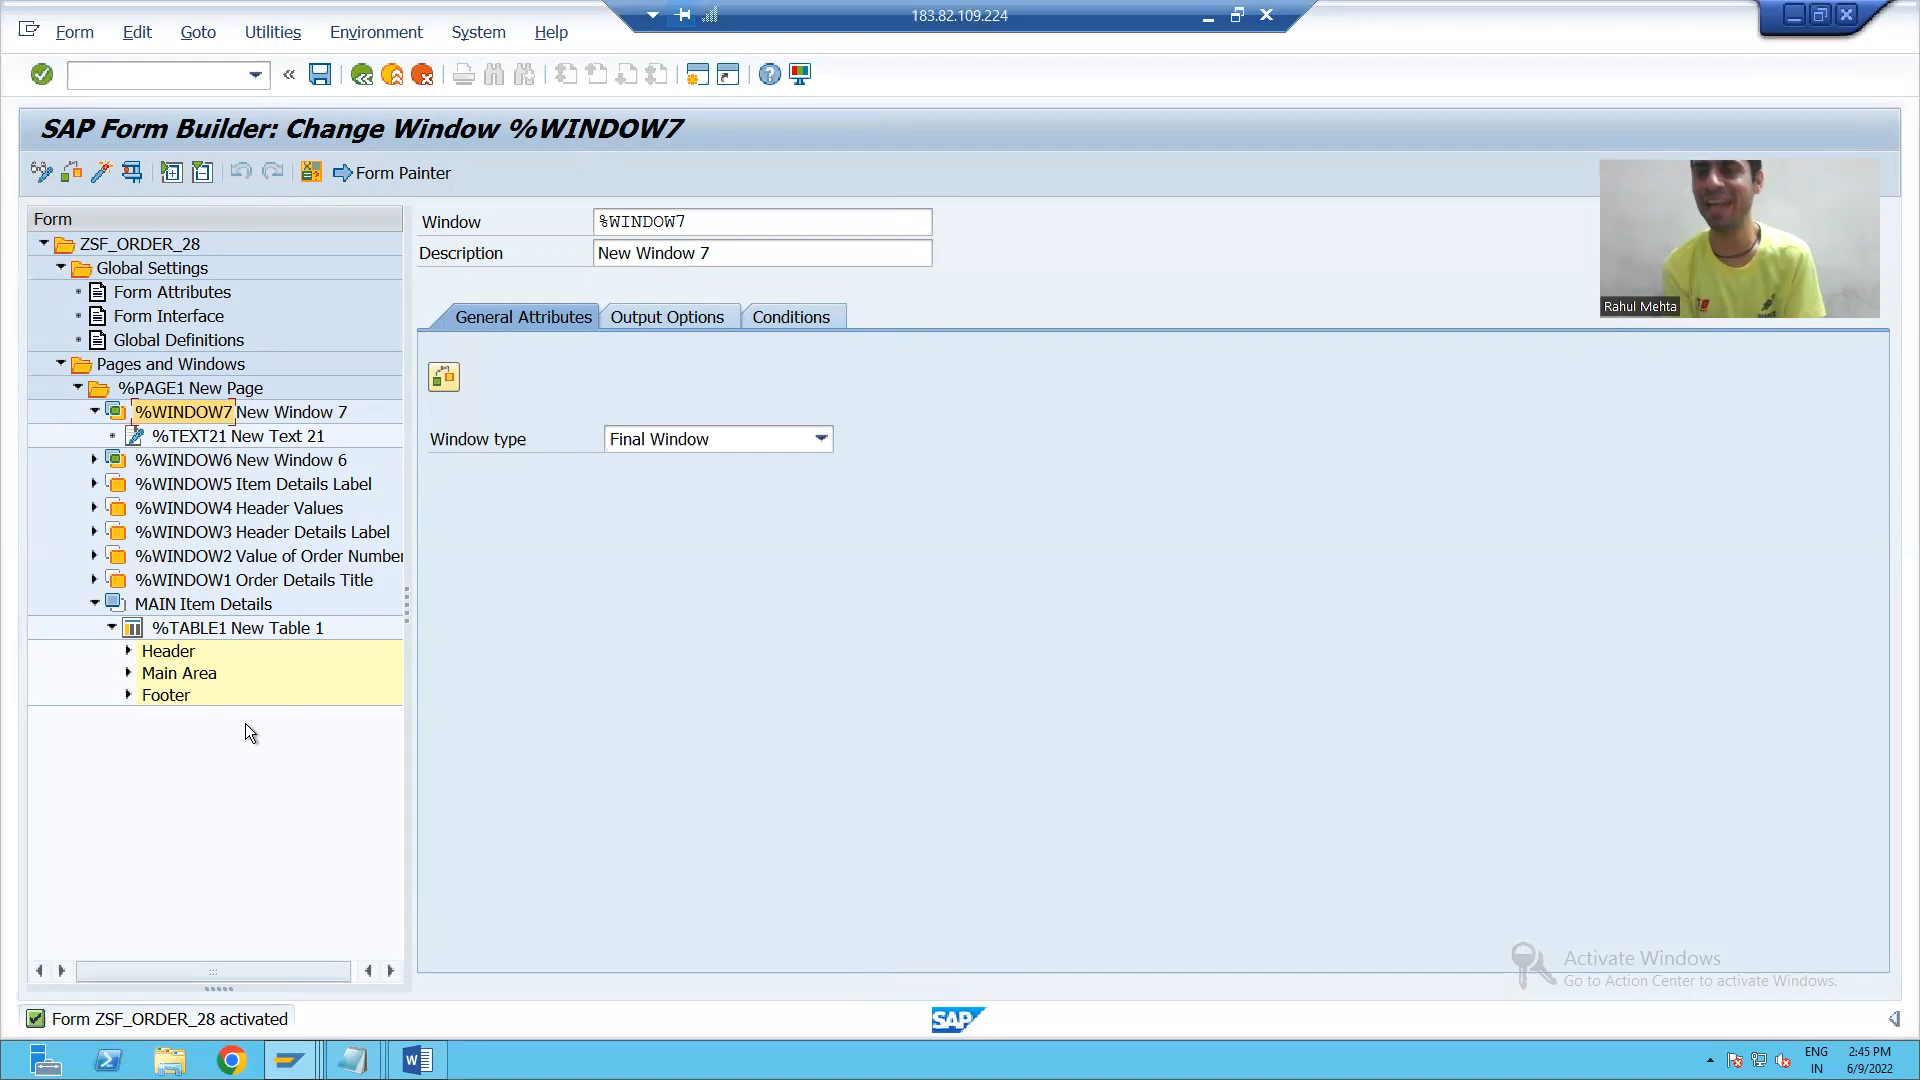 183.82.109.224
Form Edit Goto Utilities Environment System Help
SAP Form Builder: Change Window %WINDOW7
Form Painter
Form
ZSF_ORDER_28
Global Settings
Form Attributes
Form Interface
Global Definitions
Pages and Windows
%PAGE1 New Page
%WINDOW7 New Window 7
%TEXT21 New Text 21
%WINDOW6 New Window 6
%WINDOW5 Item Details Label
%WINDOW4 Header Values
%WINDOW3 Header Details Label
%WINDOW2 Value of Order Number
%WINDOW1 Order Details Title
MAIN Item Details
%TABLE1 New Table 1
Header
Main Area
Footer
Window %WINDOW7
Description New Window 7
General Attributes Output Options Conditions
Window type Final Window
Rahul Mehta
Activate Windows
Go to Action Center to activate Windows.
Form ZSF_ORDER_28 activated
SAP
ENG
IN
2:45 PM
6/9/2022